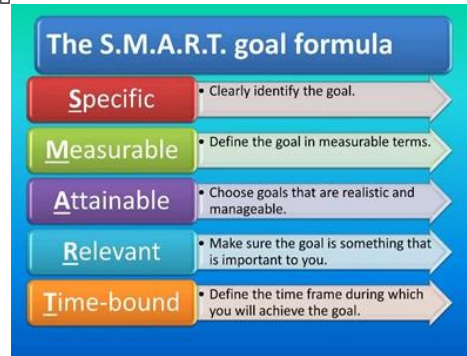 The S.M.A.R.T. goal formula
Specific
• Clearly identify the goal.
Measurable
• Define the goal in measurable terms.
Attainable
• Choose goals that are realistic and
manageable.
Relevant
• Make sure the goal is something that
is important to you.
Time-bound
• Define the time frame during which
you will achieve the goal.